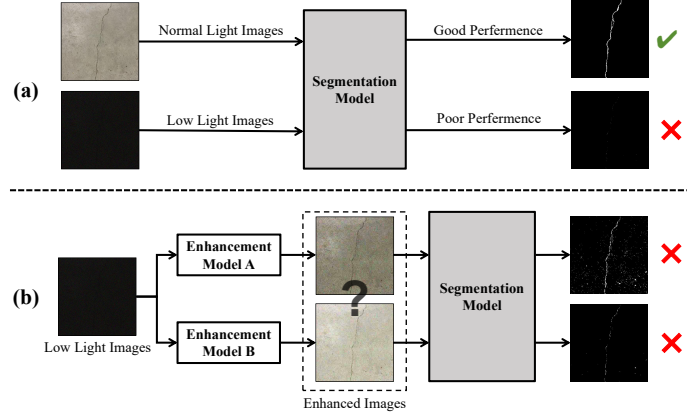 (a)
Normal Light Images
Low Light Images
Segmentation
Model
Good Perfermence
Poor Perfermence
(b)
Low Light Images
Enhancement
Model A
Enhancement
Model B
?
Enhanced Images
Segmentation
Model